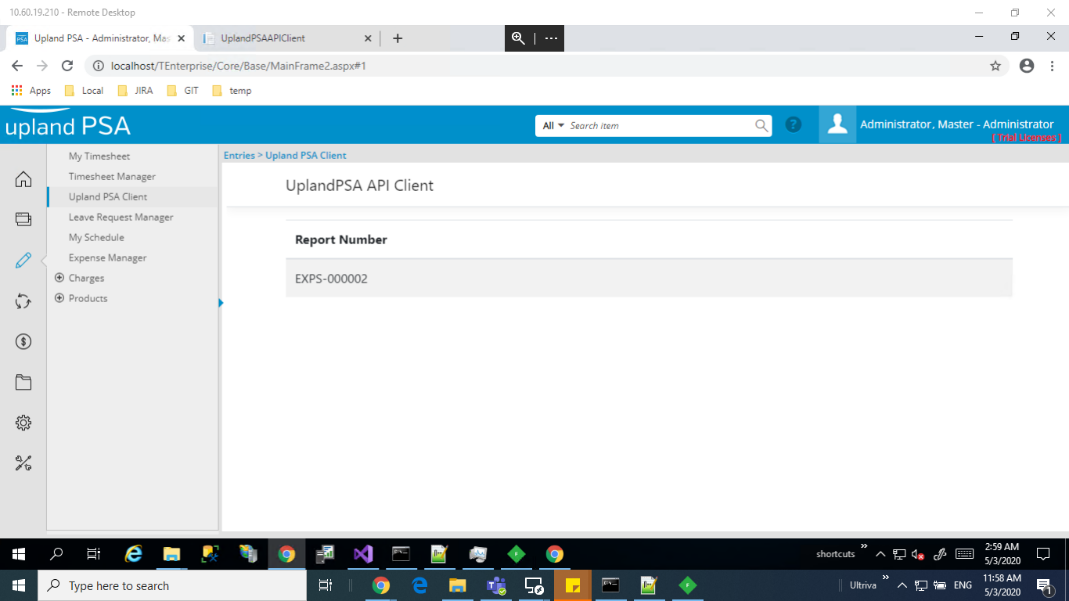 10.60.19.210 - Remote Desktop
Upland PSA - Administrator, Mas
UplandPSAAPIClient
localhost/TEnterprise/Core/Base/MainFrame2.aspx#1
Apps Local JIRA GIT temp
upland PSA
All Search item
?
Administrator, Master - Administrator
[ Trial Licenses ]
My Timesheet
Timesheet Manager
Upland PSA Client
Leave Request Manager
My Schedule
Expense Manager
Charges
Products
Entries > Upland PSA Client
UplandPSA API Client
Report Number
EXPS-000002
shortcuts
2:59 AM
5/3/2020
Type here to search
Ultriva
ENG
11:58 AM
5/3/2020
1